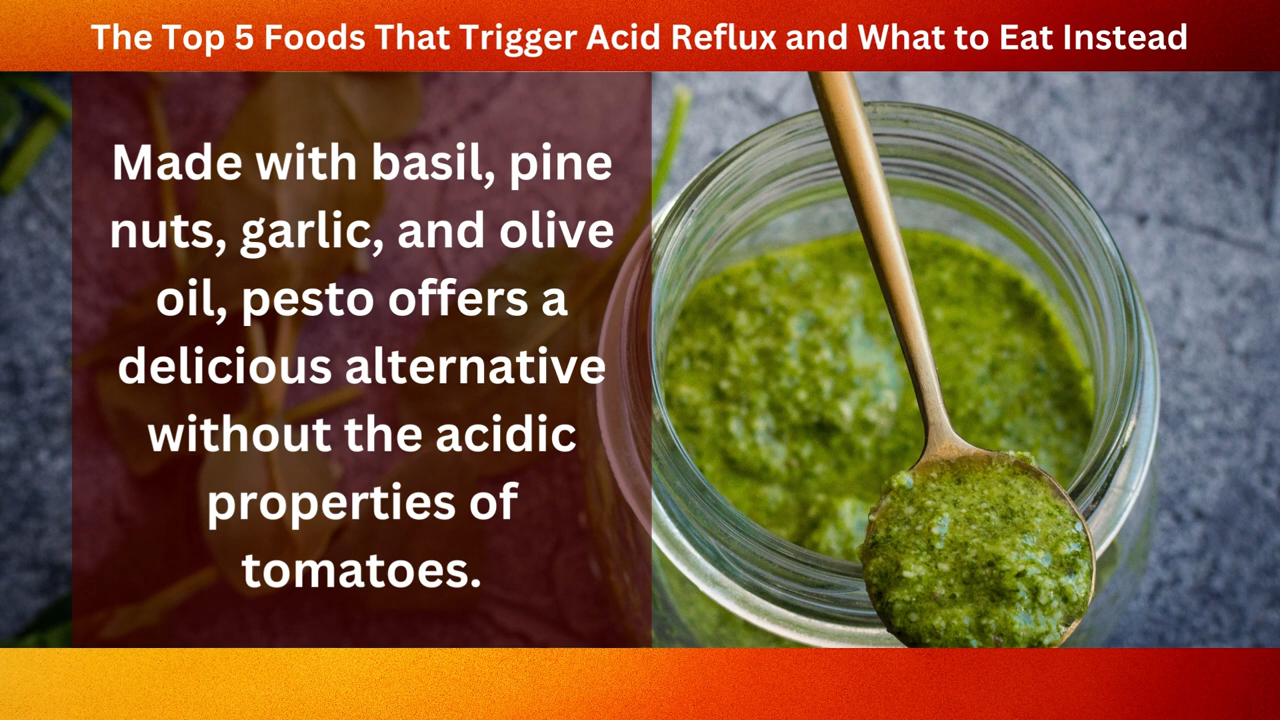 The Top 5 Foods That Trigger Acid Reflux and What to Eat Instead
Made with basil, pine
nuts, garlic, and olive
oil, pesto offers a
delicious alternative
without the acidic
properties of
tomatoes.